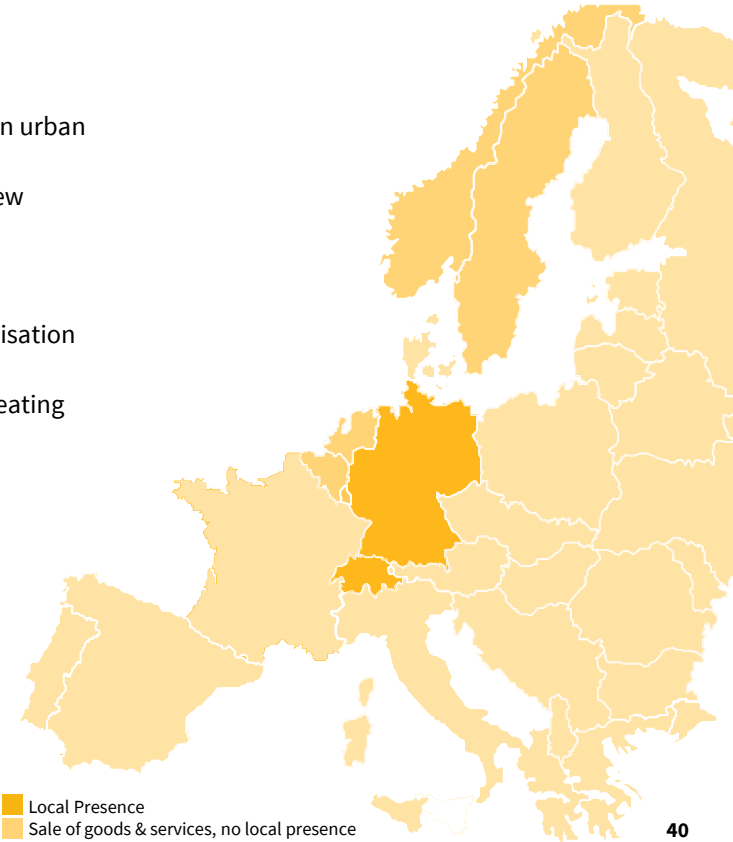 n urban
ew
isation
eating
Local Presence
Sale of goods & services, no local presence
40